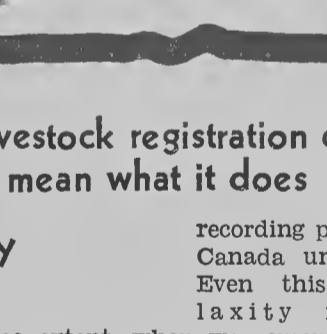 vestock registration
mean what it does
y
recording
Canada
Even this
laxity